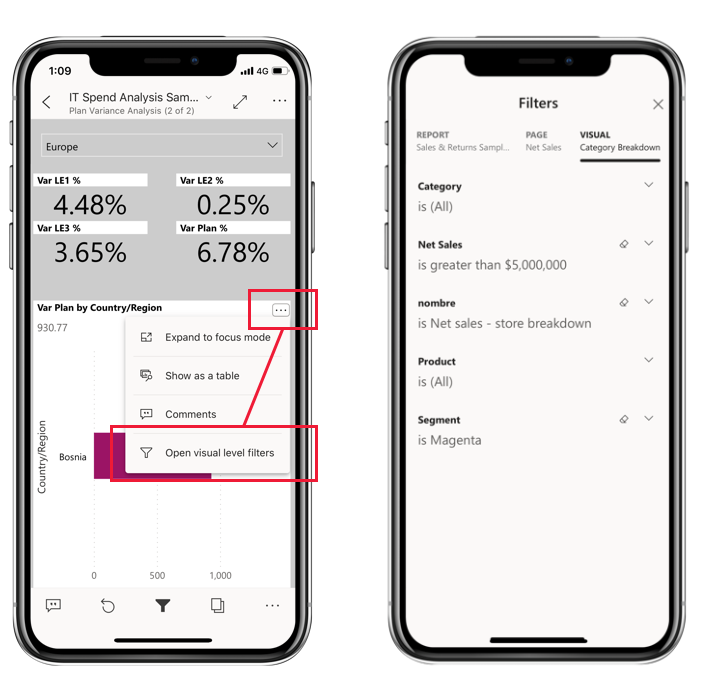 1:09
4G
IT Spend Analysis Sam...
Plan Variance Analysis (2 of 2)
Europe
Var LE1 %
Var LE2 %
4.48%
0.25%
Var LE3 %
Var Plan %
3.65%
6.78%
Var Plan by Country/Region
930.77
Expand to focus mode
Show as a table
Comments
Open visual level filters
Country/Region
Bosnia
0
500
1,000
Filters
REPORT
Sales & Returns Sampl...
PAGE
Net Sales
VISUAL
Category Breakdown
Category
is (All)
Net Sales
is greater than $5,000,000
nombre
is Net sales - store breakdown
Product
is (All)
Segment
is Magenta